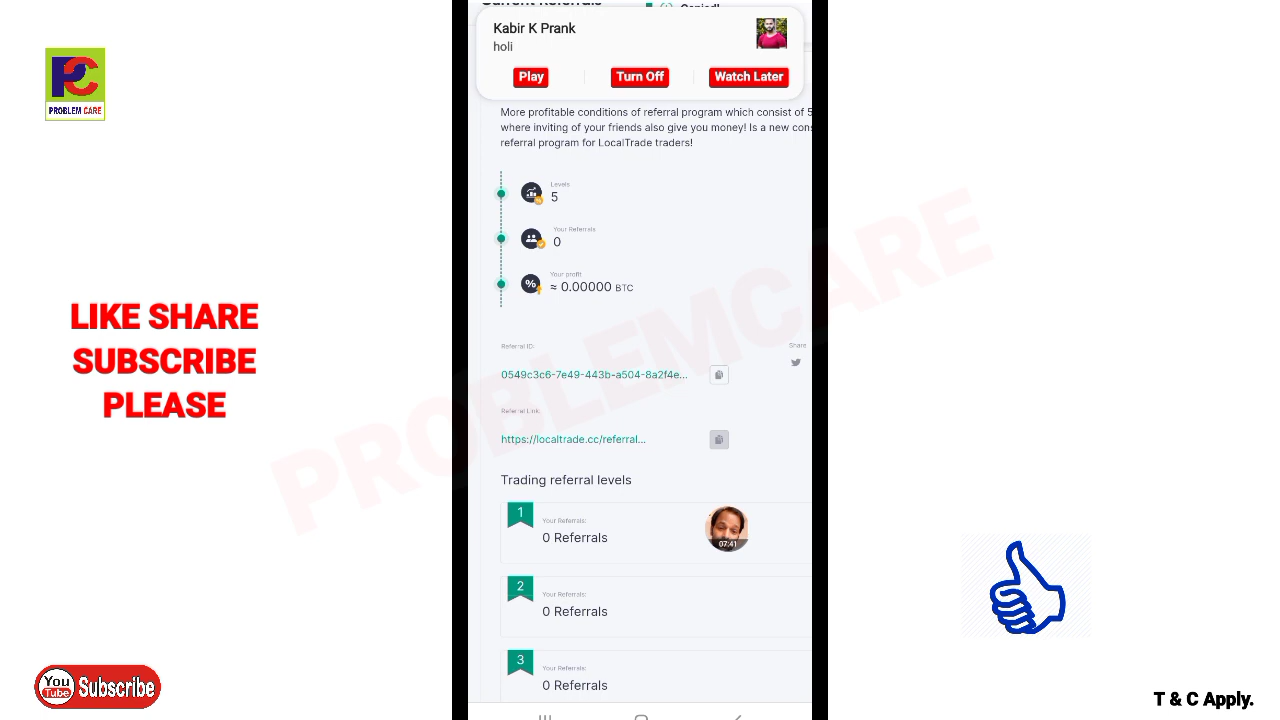 PC
PROBLEM CARE
LIKE SHARE
SUBSCRIBE
PLEASE
You
Tube
Subscribe
Current Referrals
Copied!
Kabir K Prank
holi
Play
Turn Off
Watch Later
More profitable conditions of referral program which consist of 5
where inviting of your friends also give you money! Is a new cons
referral program for LocalTrade traders!
Levels
5
Your Referrals
0
Your profit
%
≈ 0.00000 BTC
Referral ID:
Share
0549c3c6-7e49-443b-a504-8a2f4e...
Referral Link:
https://localtrade.cc/referral...
Trading referral levels
1
Your Referrals:
0 Referrals
07:41
2
Your Referrals:
0 Referrals
3
Your Referrals:
0 Referrals
PROBLEMCARE
T & C Apply.